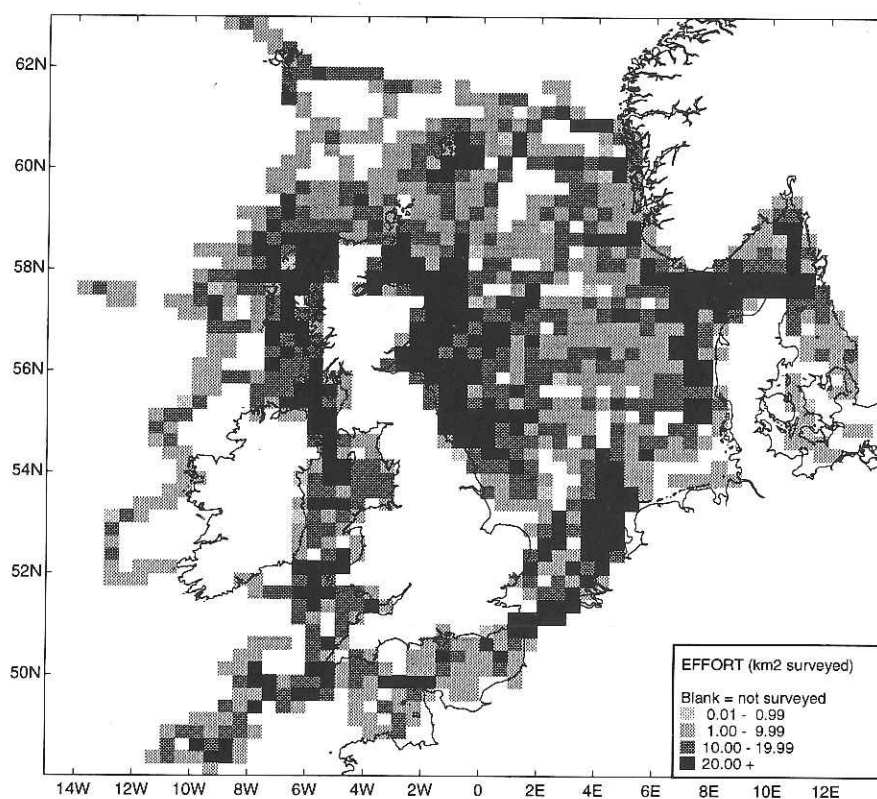 62N
60N
58N
56N
54N
52N
50N
EFFORT (km2 surveyed)
Blank = not surveyed
0.01 - 0.99
1.00 - 9.99
10.00 - 19.99
20.00 +
14W 12W 10W 8W 6W 4W 2W 0 2E 4E 6E 8E 10E 12E